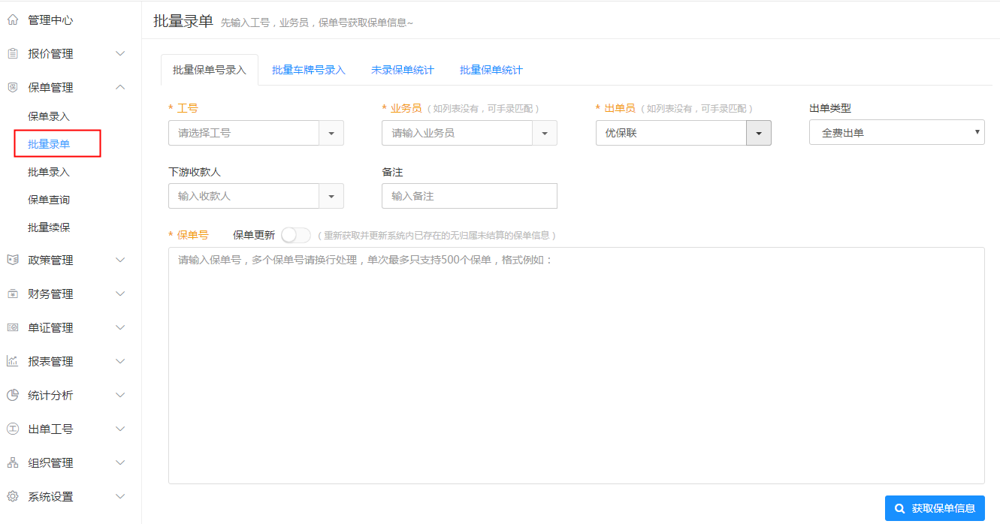 管理中心
报价管理
保单管理
保单录入
批量录单
批单录入
保单查询
批量续保
政策管理
财务管理
单证管理
报表管理
统计分析
出单工号
组织管理
系统设置
批量录单 先输入工号，业务员，保单号获取保单信息~
批量保单号录入 批量车牌号录入 未录保单统计 批量保单统计
* 工号 * 业务员（如列表没有，可手录匹配） * 出单员（如列表没有，可手录匹配） 出单类型
请选择工号 请输入业务员 优保联 全费出单
下游收款人 备注
输入收款人 输入备注
* 保单号 保单更新 （重新获取并更新系统内已存在的无归属未结算的保单信息）
请输入保单号，多个保单号请换行处理，单次最多只支持500个保单，格式例如：
获取保单信息